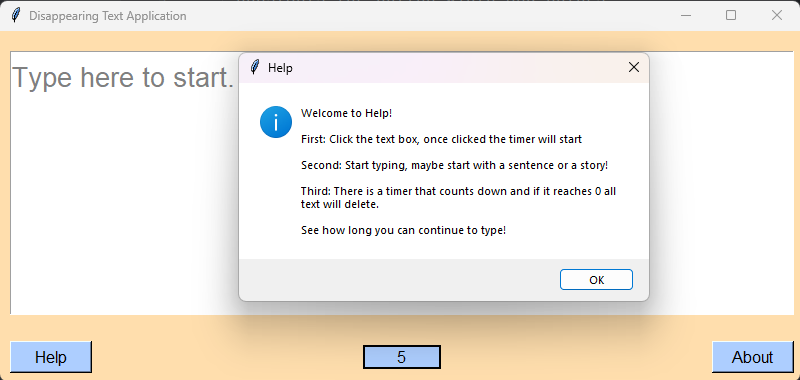 Disappearing Text Application
Type here to start.
Help
Welcome to Help!
First: Click the text box, once clicked the timer will start
Second: Start typing, maybe start with a sentence or a story!
Third: There is a timer that counts down and if it reaches 0 all
text will delete.
See how long you can continue to type!
OK
Help
5
About